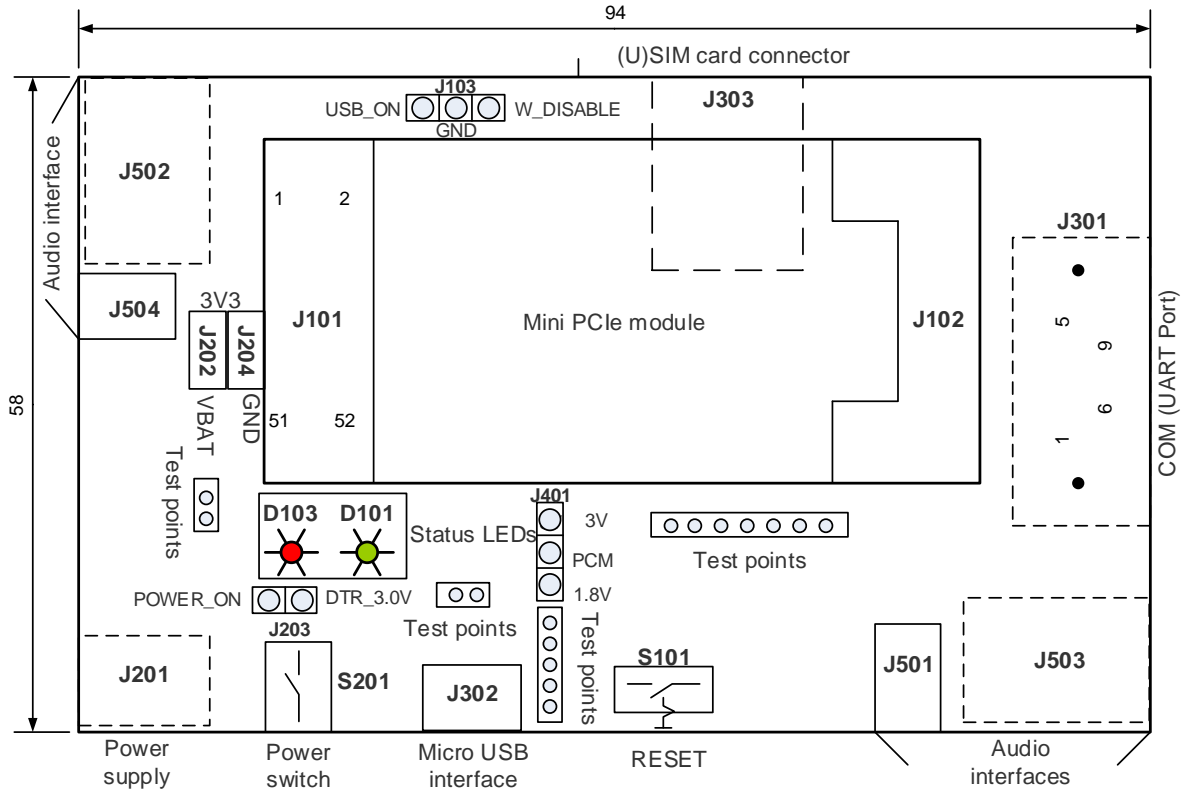 94
(U)SIM card connector
J103
USB_ON
W_DISABLE
GND
J303
Audio interface
J502
1
2
J301
J504
3V3
J202
J204
J101
Mini PCIe module
J102
5
9
6
1
COM (UART Port)
58
VBAT
GND
51
52
Test points
D103
D101
Status LEDs
J401
3V
PCM
1.8V
Test points
POWER_ON
DTR_3.0V
J203
Test points
Test points
J201
S201
J302
S101
RESET
J501
J503
Power
supply
Power
switch
Micro USB
interface
Audio
interfaces